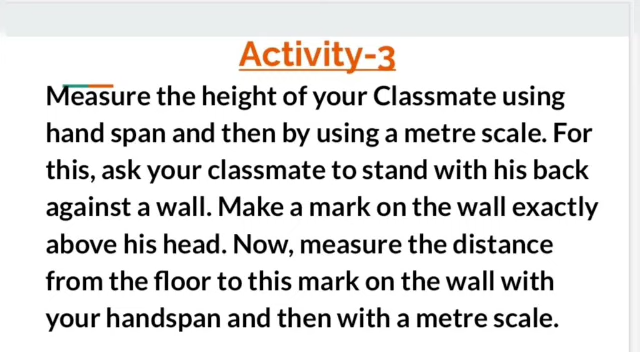 Activity-3
Measure the height of your Classmate using
hand span and then by using a metre scale. For
this, ask your classmate to stand with his back
against a wall. Make a mark on the wall exactly
above his head. Now, measure the distance
from the floor to this mark on the wall with
your handspan and then with a metre scale.